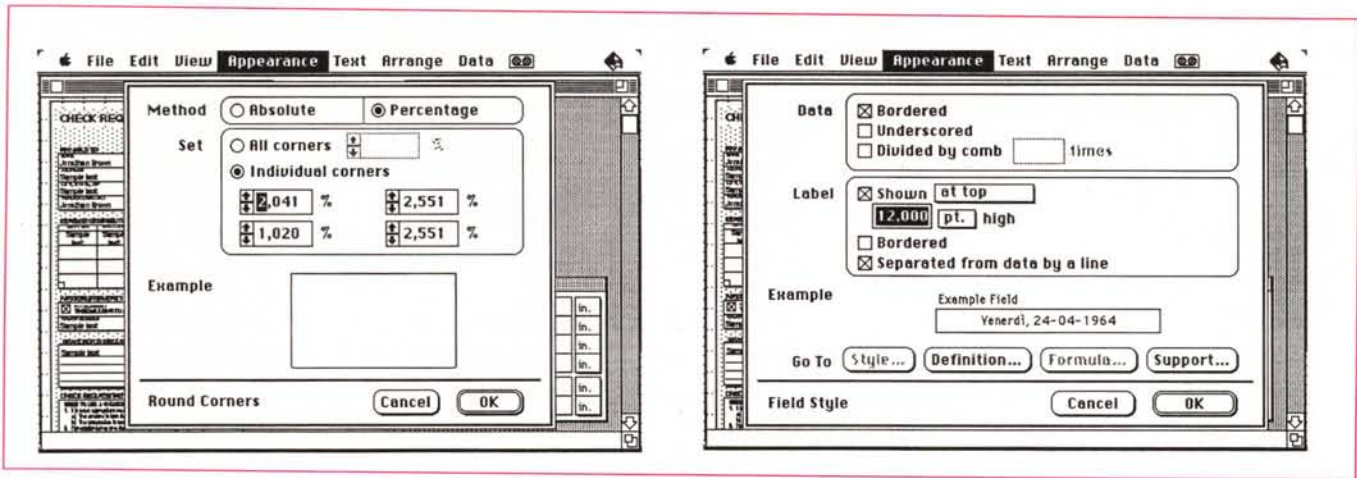 File Edit View Appearance Text Arrange Data
CHECK REQ
Method Absolute Percentage
Set All corners %
Individual corners
2,041 % 2,551 %
1,020 % 2,551 %
Example
in.
in.
in.
in.
in.
in.
Round Corners Cancel OK
File Edit View Appearance Text Arrange Data
CH
Data Bordered
Underscored
Divided by comb times
Label Shown at top
12.000 pt. high
Bordered
Separated from data by a line
Example Example Field
Venerdì, 24-04-1964
Go To Style... Definition... Formula... Support...
Field Style Cancel OK